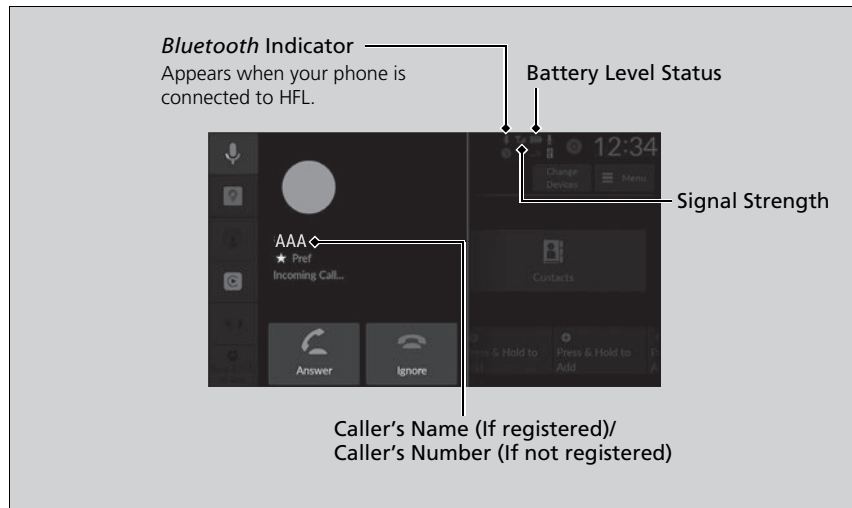 Bluetooth Indicator
Appears when your phone is
connected to HFL.
Battery Level Status
12:34
Change
Devices
Menu
Signal Strength
AAA
Pref
Incoming Call...
Contacts
Answer
Ignore
& Hold to
Press & Hold to
Add
Caller's Name (If registered)/
Caller's Number (If not registered)